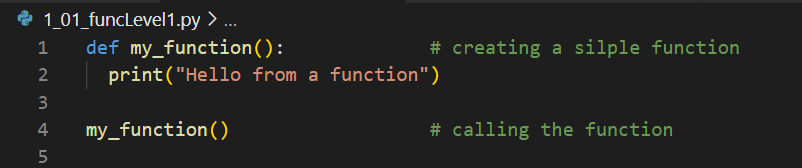 1_01_funcLevel1.py > ...
1 def my_function(): # creating a silple function
2 print("Hello from a function")
3
4 my_function() # calling the function
5